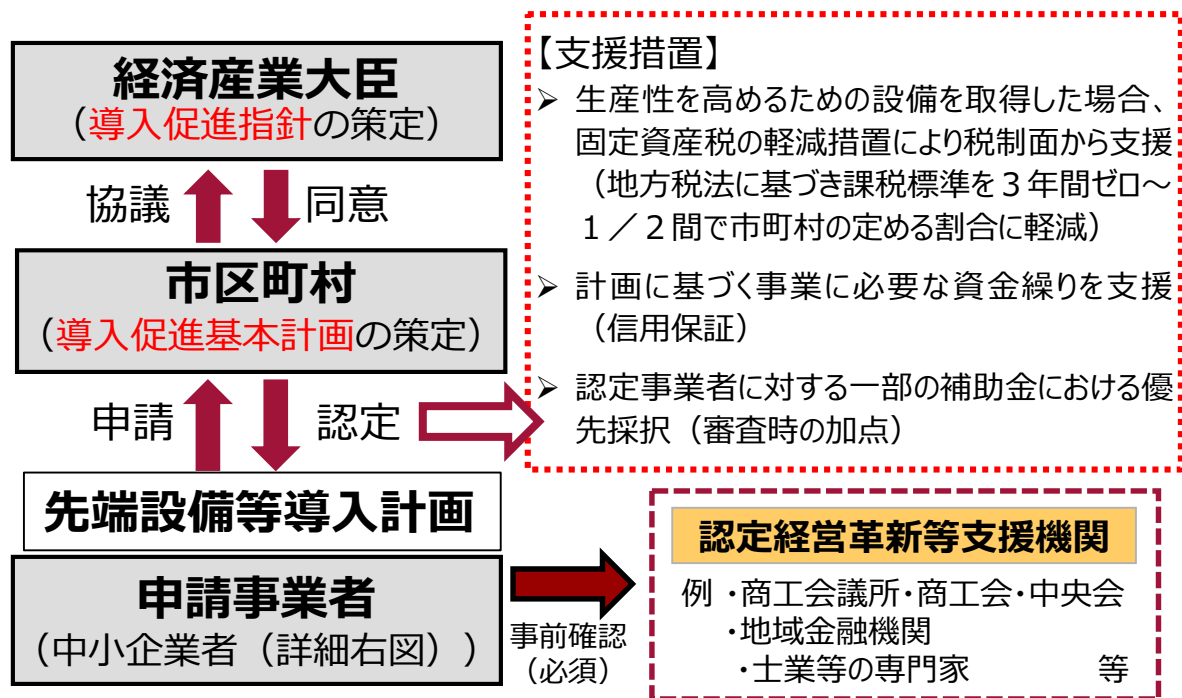 経済産業大臣
（導入促進指針の策定）
協議
同意
市区町村
（導入促進基本計画の策定）
申請
認定
先端設備等導入計画
申請事業者
（中小企業者（詳細右図））
【支援措置】
➢ 生産性を高めるための設備を取得した場合、
固定資産税の軽減措置により税制面から支援
（地方税法に基づき課税標準を３年間ゼロ～
１／２間で市町村の定める割合に軽減）
➢ 計画に基づく事業に必要な資金繰りを支援
（信用保証）
➢ 認定事業者に対する一部の補助金における優
先採択（審査時の加点）
事前確認
（必須）
認定経営革新等支援機関
例 ・商工会議所・商工会・中央会
・地域金融機関
・士業等の専門家 等